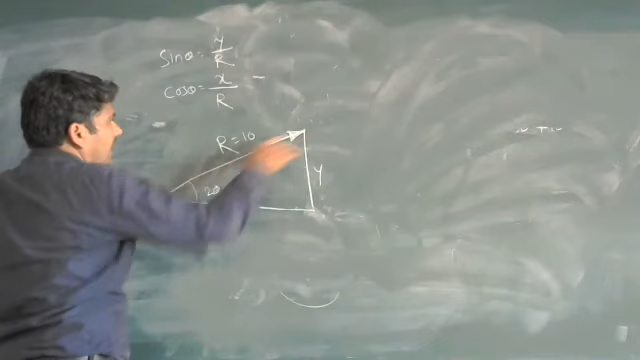 Sinθ = y/R
Cosθ = x/R
R=10
20
y